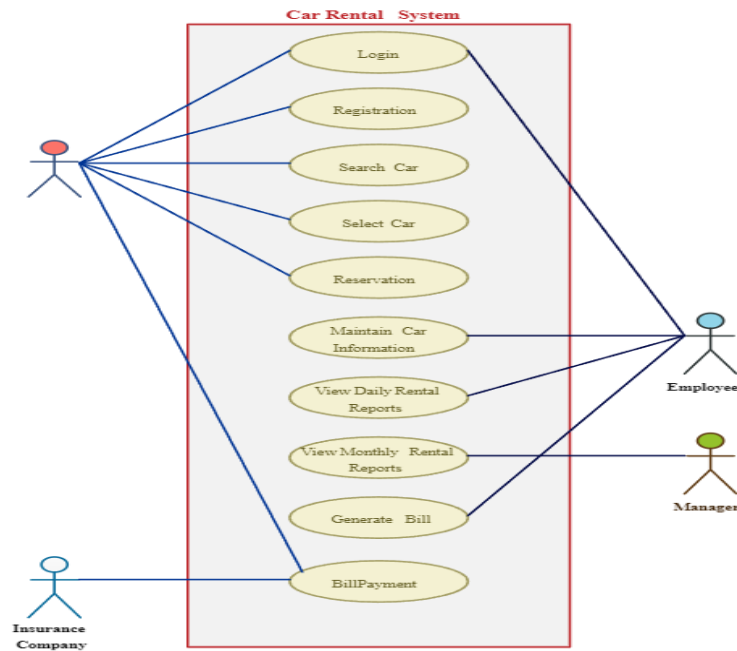 Car Rental System
Login
Registration
Search Car
Select Car
Reservation
Maintain Car
Information
View Daily Rental
Reports
View Monthly Rental
Reports
Generate Bill
BillPayment
Employee
Manager
Insurance
Company